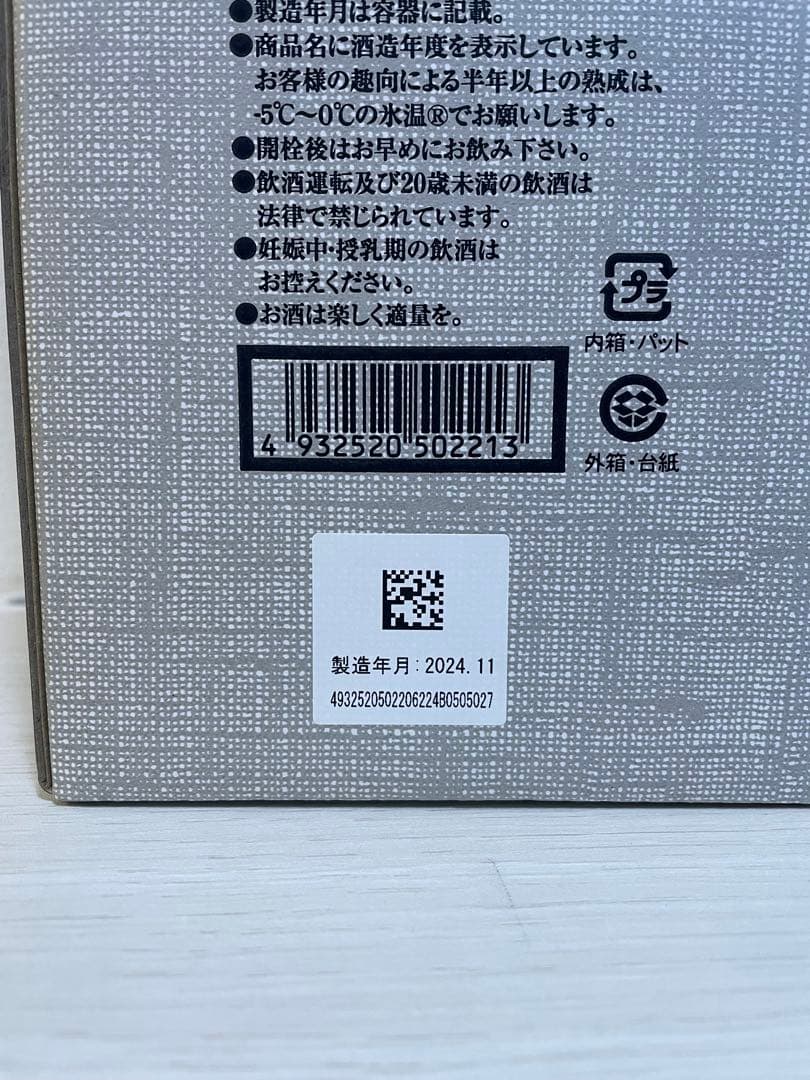 ●製造年月は容器に記載。
●商品名に酒造年度を表示しています。
お客様の趣向による半年以上の熟成は、
-5℃〜0℃の氷温®でお願いします。
●開栓後はお早めにお飲み下さい。
●飲酒運転及び20歳未満の飲酒は
法律で禁じられています。
●妊娠中・授乳期の飲酒は
お控えください。
●お酒は楽しく適量を。
プラ
内箱・パット
4 932520 502213
外箱・台紙
製造年月:2024.11
4932520502206224B0505027